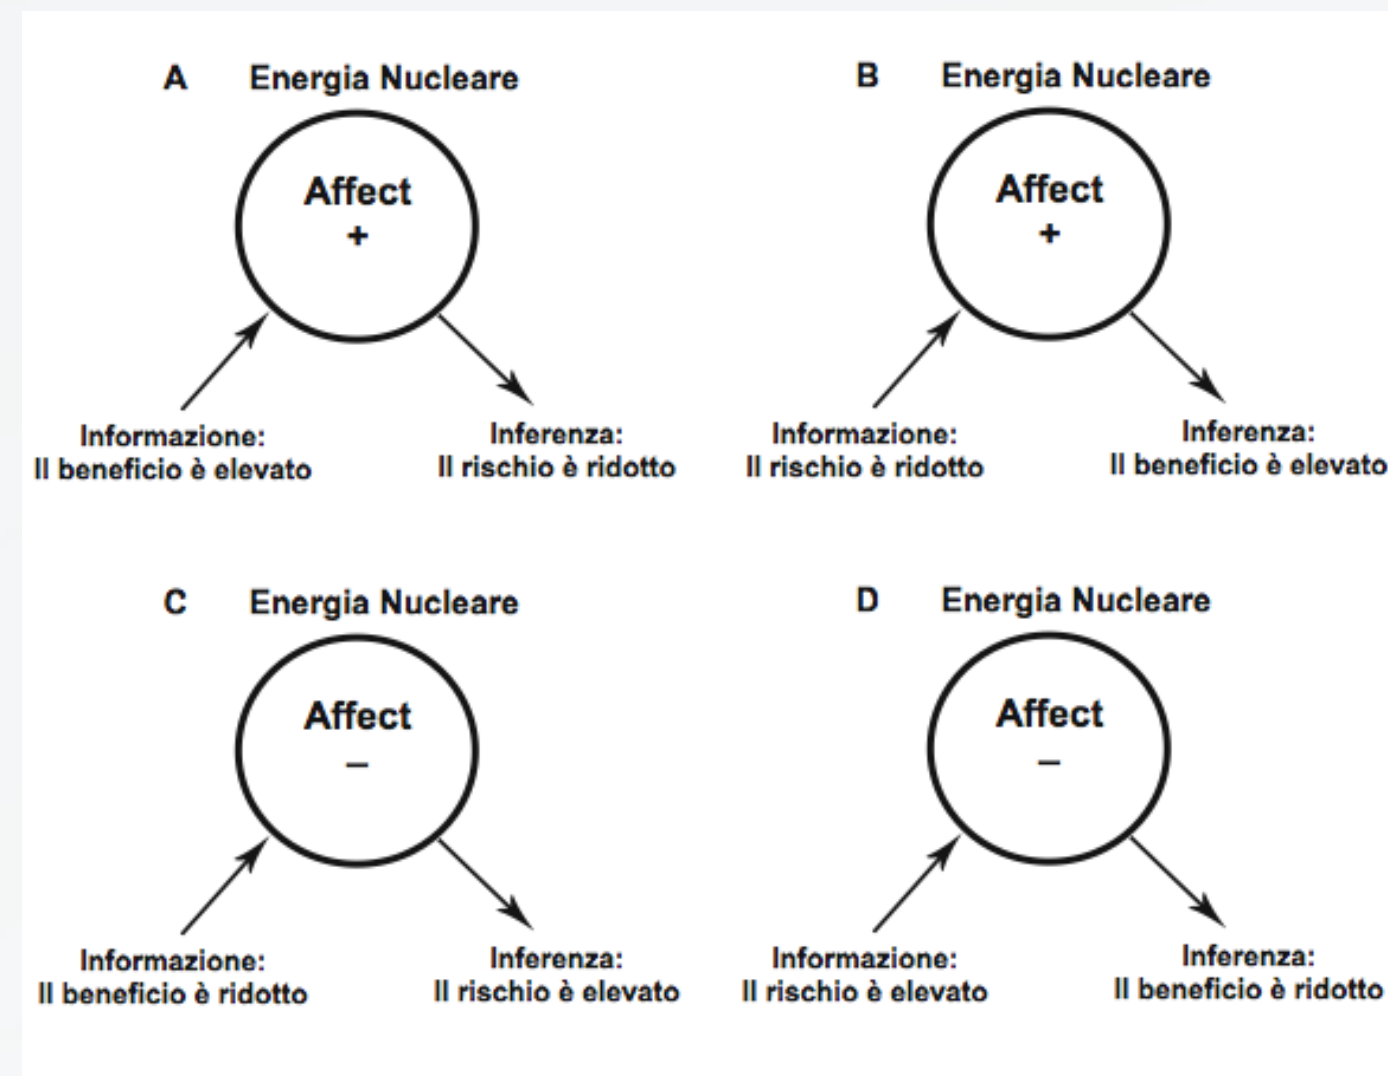 A Energia Nucleare
Affect
+
Informazione:
Il beneficio è elevato
Inferenza:
Il rischio è ridotto
B Energia Nucleare
Affect
+
Informazione:
Il rischio è ridotto
Inferenza:
Il beneficio è elevato
C Energia Nucleare
Affect
–
Informazione:
Il beneficio è ridotto
Inferenza:
Il rischio è elevato
D Energia Nucleare
Affect
–
Informazione:
Il rischio è elevato
Inferenza:
Il beneficio è ridotto